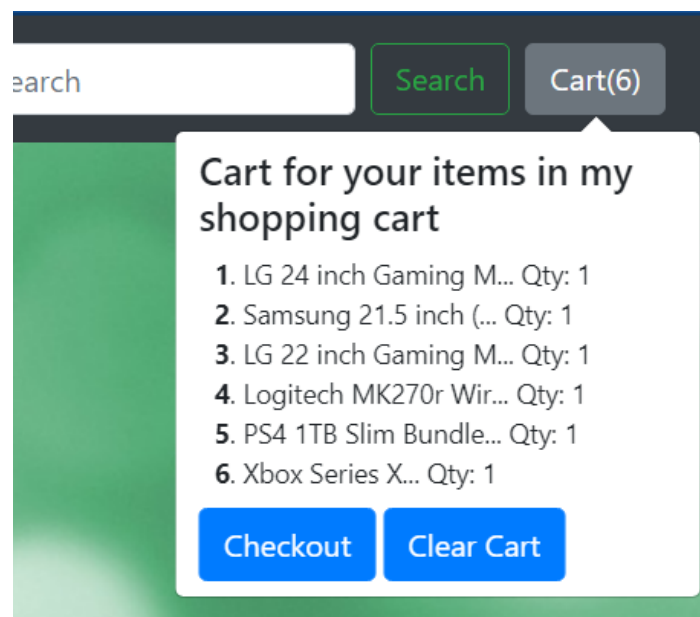 earch
Search
Cart(6)
Cart for your items in my
shopping cart
1. LG 24 inch Gaming M... Qty: 1
2. Samsung 21.5 inch (... Qty: 1
3. LG 22 inch Gaming M... Qty: 1
4. Logitech MK270r Wir... Qty: 1
5. PS4 1TB Slim Bundle... Qty: 1
6. Xbox Series X... Qty: 1
Checkout
Clear Cart